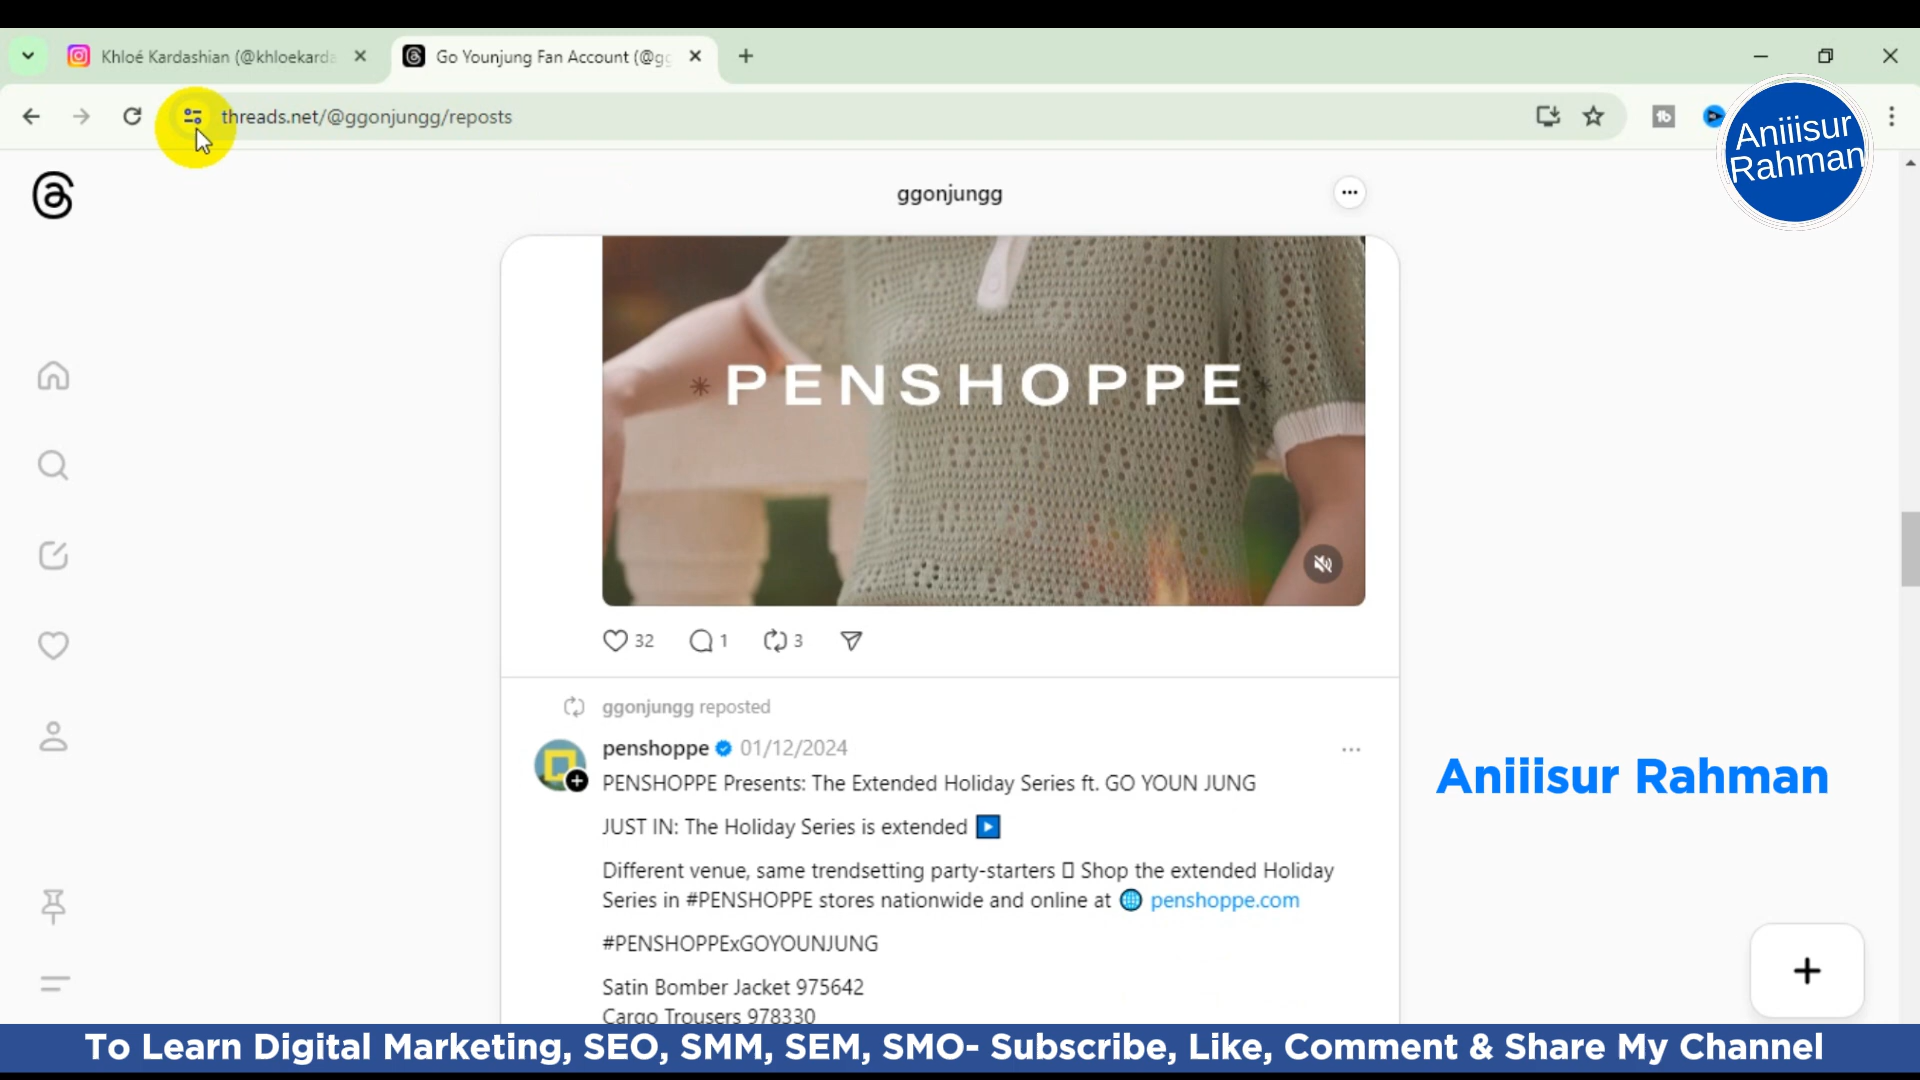 Khloé Kardashian (@khloekarda
Go Younjung Fan Account (@gg
threads.net/@ggonjungg/reposts
Aniiisur
Rahman
ggonjungg
PENSHOPPE
32
1
3
ggonjungg reposted
penshoppe 01/12/2024
PENSHOPPE Presents: The Extended Holiday Series ft. GO YOUN JUNG
JUST IN: The Holiday Series is extended
Different venue, same trendsetting party-starters Shop the extended Holiday
Series in #PENSHOPPE stores nationwide and online at penshoppe.com
#PENSHOPPExGOYOUNJUNG
Satin Bomber Jacket 975642
Cargo Trousers 978330
Aniiisur Rahman
To Learn Digital Marketing, SEO, SMM, SEM, SMO- Subscribe, Like, Comment & Share My Channel